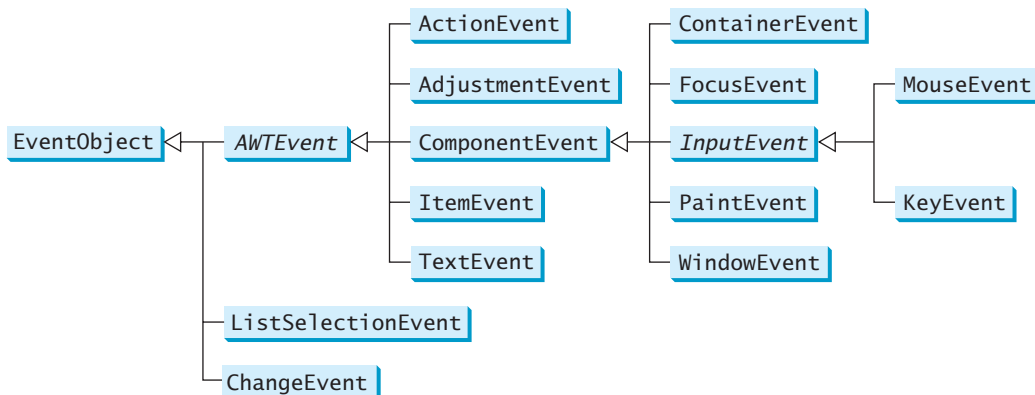 ActionEvent
ContainerEvent
AdjustmentEvent
FocusEvent
MouseEvent
EventObject
AWTEvent
ComponentEvent
InputEvent
ItemEvent
PaintEvent
KeyEvent
TextEvent
WindowEvent
ListSelectionEvent
ChangeEvent